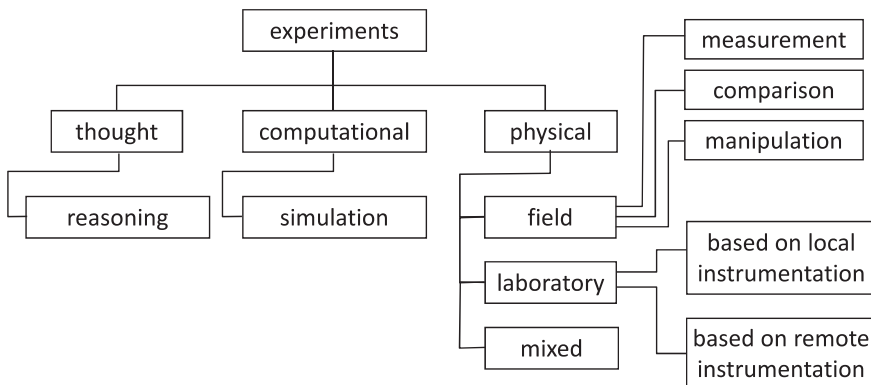 experiments
thought
computational
physical
reasoning
simulation
field
laboratory
mixed
measurement
comparison
manipulation
based on local
instrumentation
based on remote
instrumentation